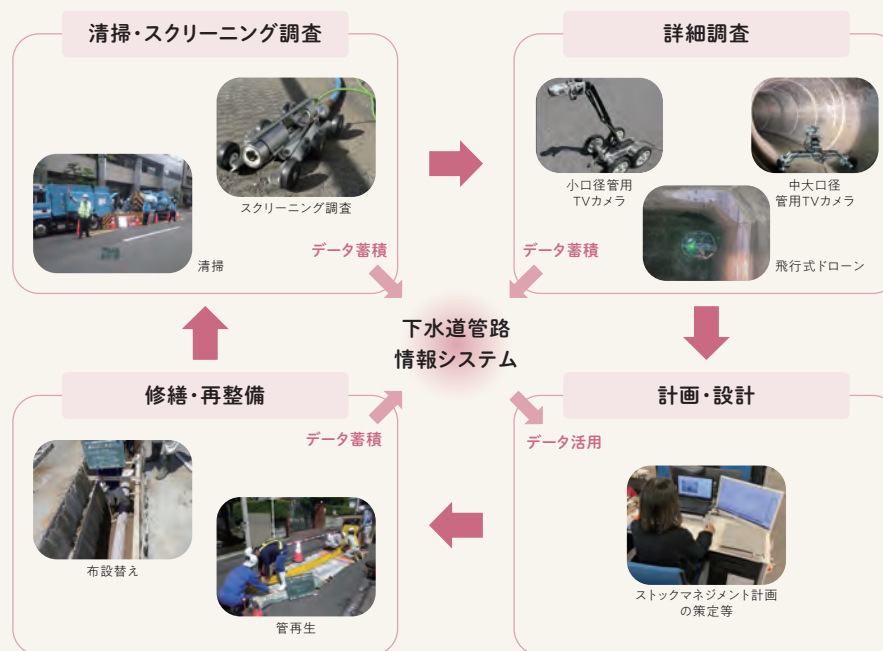 清掃・スクリーニング調査
スクリーニング調査
清掃
データ蓄積
詳細調査
小口径管用
TVカメラ
中大口径
管用TVカメラ
飛行式ドローン
データ蓄積
下水道管路
情報システム
修繕・再整備
データ蓄積
布設替え
管再生
計画・設計
データ活用
ストックマネジメント計画
の策定等